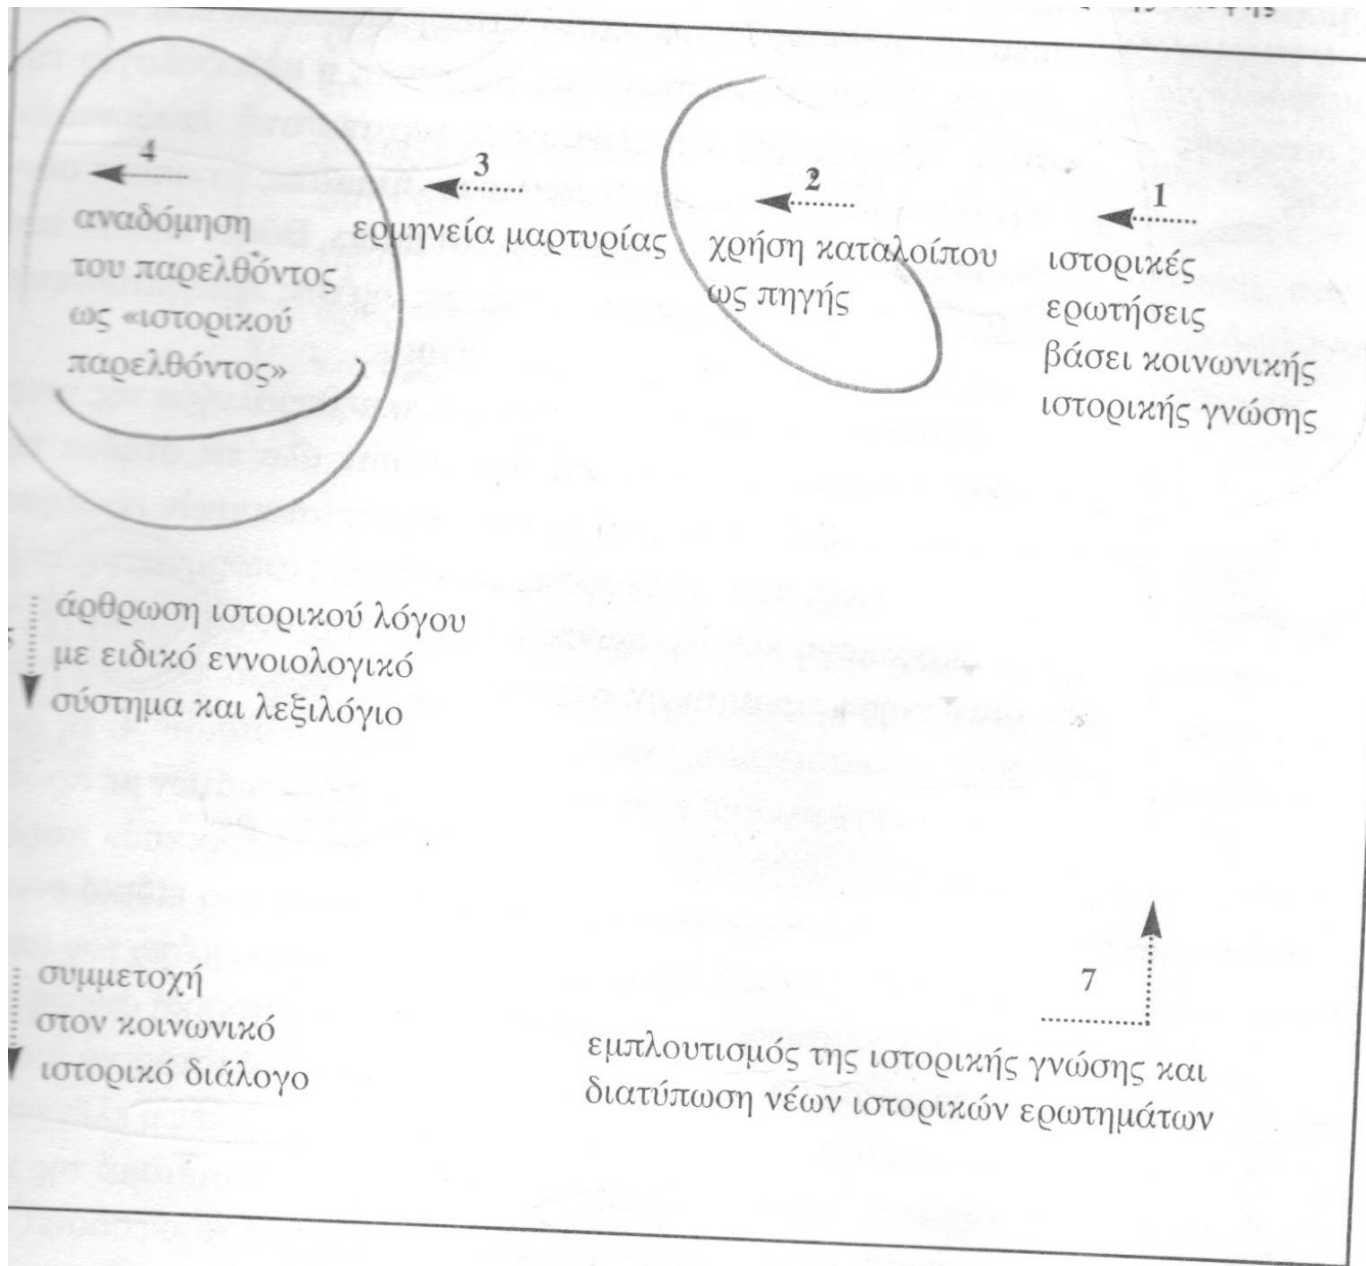 4
αναδόμηση
του παρελθόντος
ως «ιστορικού
παρελθόντος»
3
ερμηνεία μαρτυρίας
2
χρήση καταλοίπου
ως πηγής
1
ιστορικές
ερωτήσεις
βάσει κοινωνικής
ιστορικής γνώσης
άρθρωση ιστορικού λόγου
με ειδικό εννοιολογικό
σύστημα και λεξιλόγιο
συμμετοχή
στον κοινωνικό
ιστορικό διάλογο
7
εμπλουτισμός της ιστορικής γνώσης και
διατύπωση νέων ιστορικών ερωτημάτων